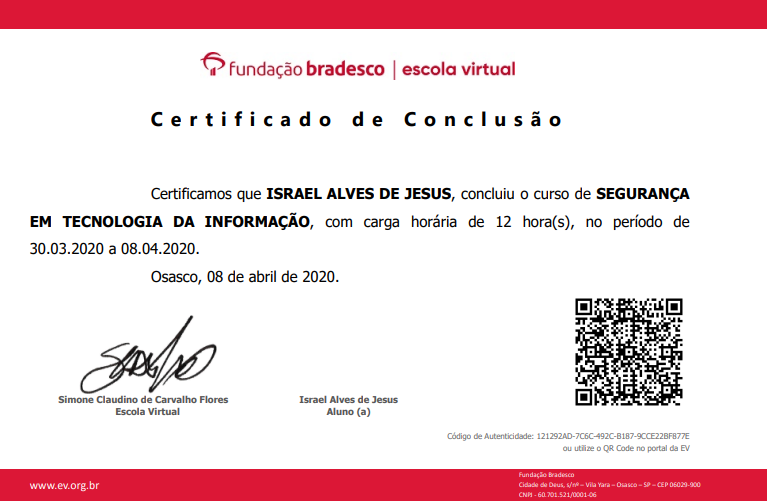 fundação bradesco | escola virtual
Certificado de Conclusão
Certificamos que ISRAEL ALVES DE JESUS, concluiu o curso de SEGURANÇA
EM TECNOLOGIA DA INFORMAÇÃO, com carga horária de 12 hora(s), no período de
30.03.2020 a 08.04.2020.
Osasco, 08 de abril de 2020.
Simone Claudino de Carvalho Flores
Escola Virtual
Israel Alves de Jesus
Aluno (a)
Código de Autenticidade: 121292AD-7C6C-492C-B187-9CCE22BF877E
ou utilize o QR Code no portal da EV
www.ev.org.br
Fundação Bradesco
Cidade de Deus, s/nº – Vila Yara – Osasco – SP – CEP 06029-900
CNPJ - 60.701.521/0001-06